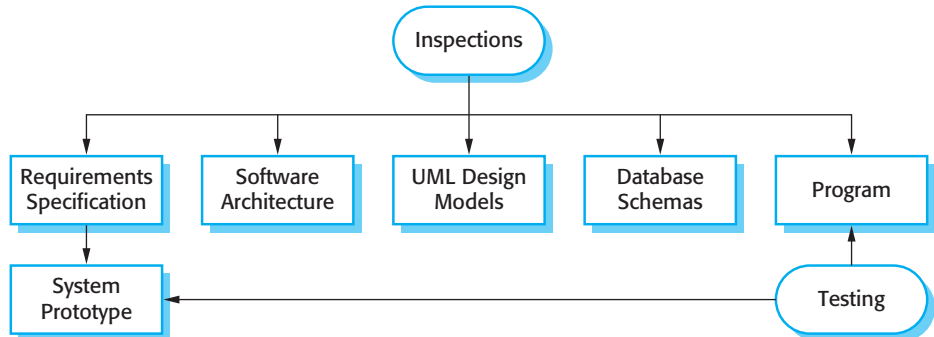 Inspections
Requirements
Specification
Software
Architecture
UML Design
Models
Database
Schemas
Program
System
Prototype
Testing